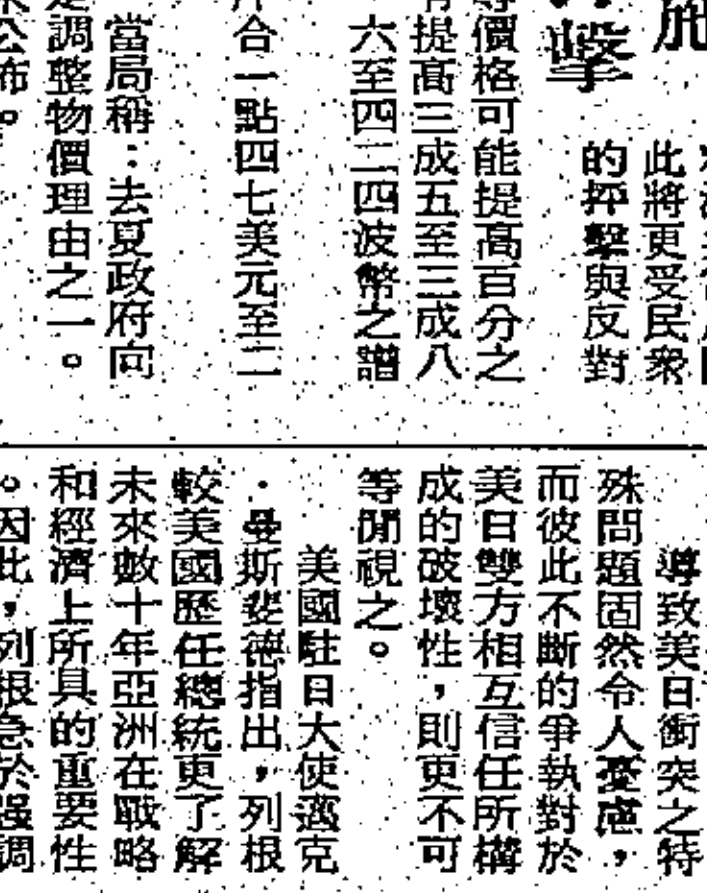 此將更受民衆
的抨擊與反對
擊
等價格可能提高百分之
提高三成五至三成八
六至四二四波幣之譜
合一點四七美元至二
當局稱：去夏政府向
調整物價理由之一。
公佈。
導致美日衝突之特
殊問題固然令人憂慮，
而彼此不斷的爭執對於
美日雙方相互信任所構
成的破壞性，則更不可
等閒視之。
美國駐日大使邁克
·曼斯斐德指出，列根
較美國歷任總統更了解
未來數十年亞洲在戰略
和經濟上所具的重要性
。因此，列根急於强調